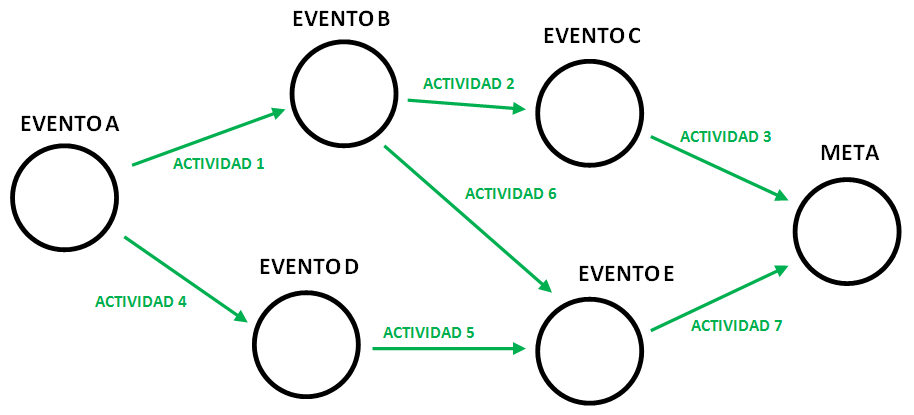 EVENTO B
EVENTO C
ACTIVIDAD 2
EVENTO A
ACTIVIDAD 3
META
ACTIVIDAD 1
ACTIVIDAD 6
EVENTO D
EVENTO E
ACTIVIDAD 4
ACTIVIDAD 7
ACTIVIDAD 5